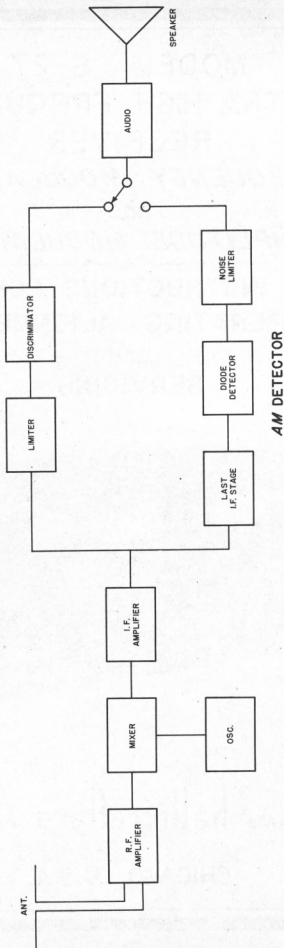 SPEAKER
AUDIO
DISCRIMINATOR
LIMITER
NOISE
LIMITER
DIODE
DETECTOR
LAST
I.F. STAGE
AM DETECTOR
I.F.
AMPLIFIER
MIXER
OSC.
R.F.
AMPLIFIER
ANT.